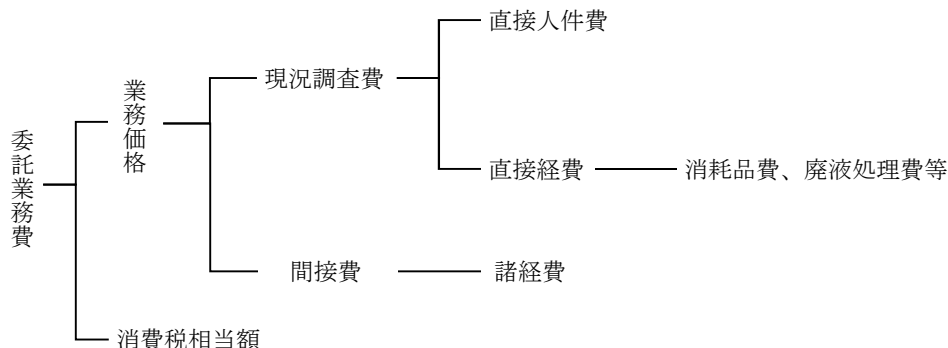 委託業務費
業務価格
現況調査費
直接人件費
直接経費
消耗品費、廃液処理費等
間接費
諸経費
消費税相当額